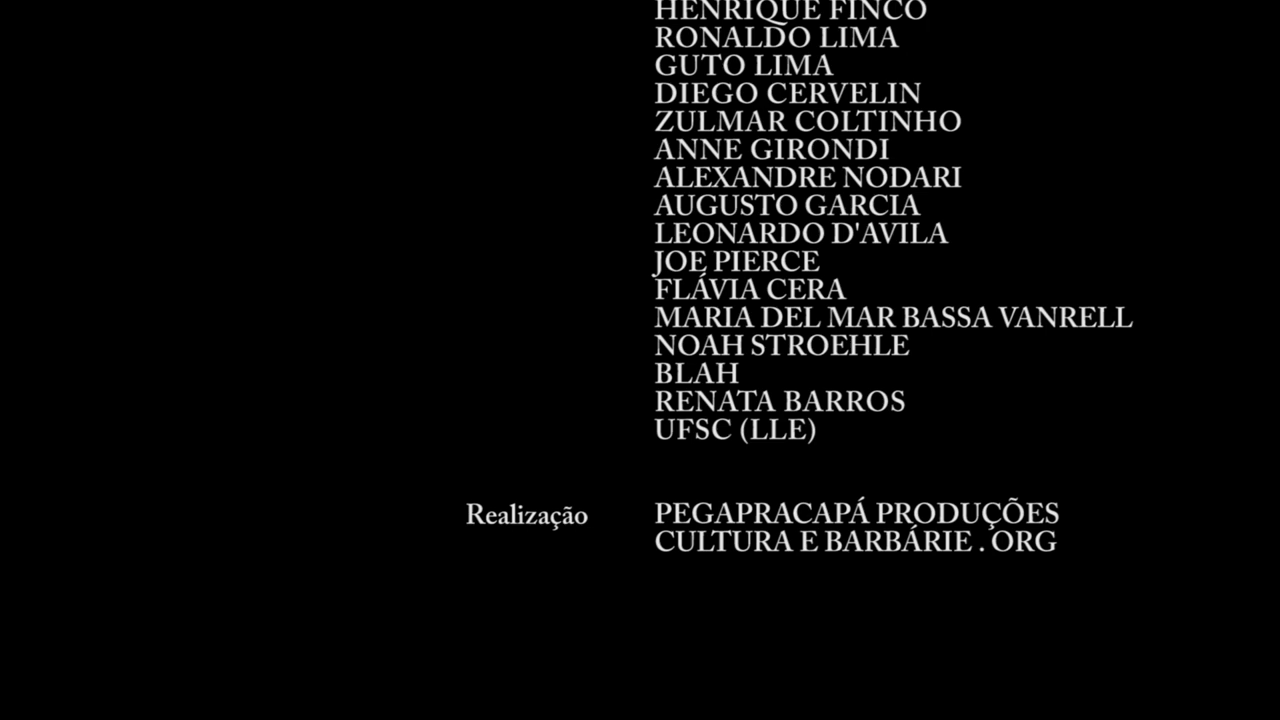 HENRIQUE FINCO
RONALDO LIMA
GUTO LIMA
DIEGO CERVELIN
ZULMAR COLTINHO
ANNE GIRONDI
ALEXANDRE NODARI
AUGUSTO GARCIA
LEONARDO D'AVILA
JOE PIERCE
FLÁVIA CERA
MARIA DEL MAR BASSA VANRELL
NOAH STROEHLE
BLAH
RENATA BARROS
UFSC (LLE)
Realização PEGAPRACAPÁ PRODUÇÕES
CULTURA E BARBÁRIE . ORG